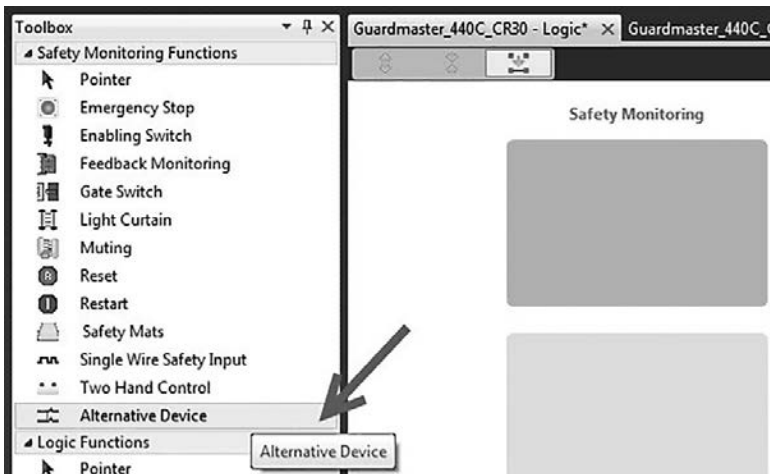 Toolbox
Guardmaster_440C_CR30 - Logic*
Guardmaster_440C_
Safety Monitoring Functions
Pointer
Emergency Stop
Enabling Switch
Feedback Monitoring
Gate Switch
Light Curtain
Muting
Reset
Restart
Safety Mats
Single Wire Safety Input
Two Hand Control
Alternative Device
Logic Functions
Pointer
Alternative Device
Safety Monitoring